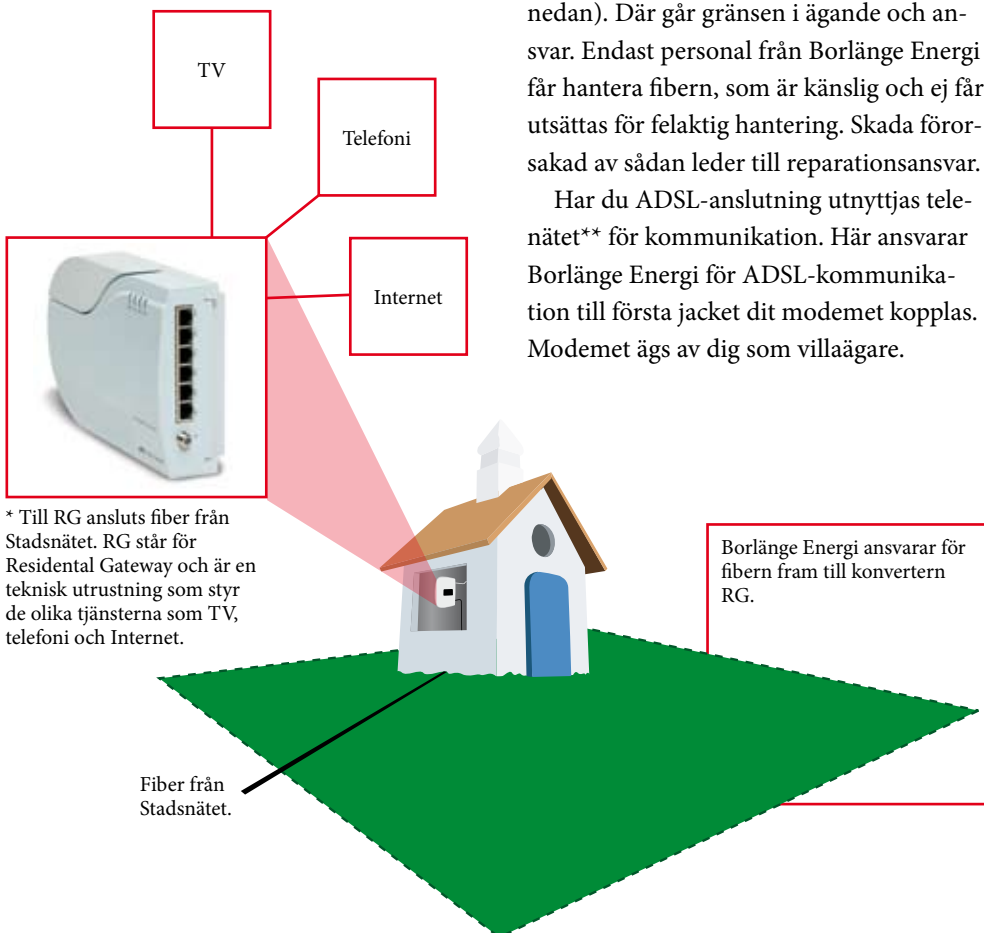 nedan). Där går gränsen i ägande och an-
svar. Endast personal från Borlänge Energi
får hantera fibern, som är känslig och ej får
utsättas för felaktig hantering. Skada föror-
sakad av sådan leder till reparationsansvar.
Har du ADSL-anslutning utnyttjas tele-
nätet** för kommunikation. Här ansvarar
Borlänge Energi för ADSL-kommunika-
tion till första jacket dit modemet kopplas.
Modemet ägs av dig som villaägare.
TV
Telefoni
Internet
* Till RG ansluts fiber från
Stadsnätet. RG står för
Residental Gateway och är en
teknisk utrustning som styr
de olika tjänsterna som TV,
telefoni och Internet.
Borlänge Energi ansvarar för
fibern fram till konvertern
RG.
Fiber från
Stadsnätet.